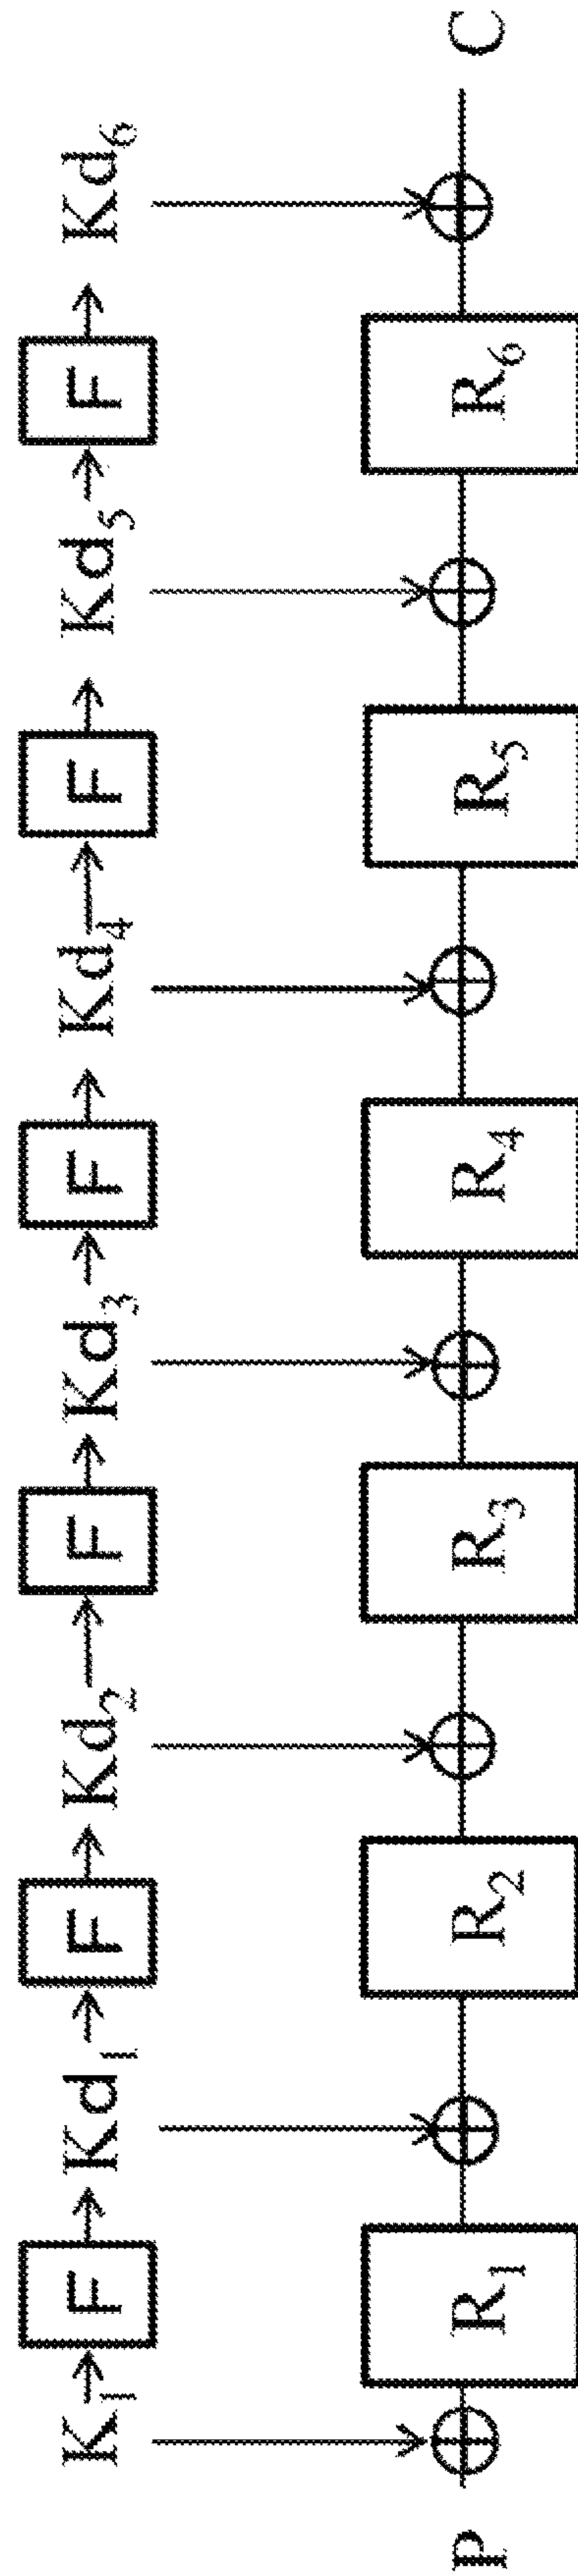 K₁ F Kd₁ F Kd₂ F Kd₃ F Kd₄ F Kd₅ F Kd₆
P R₁ R₂ R₃ R₄ R₅ R₆ C